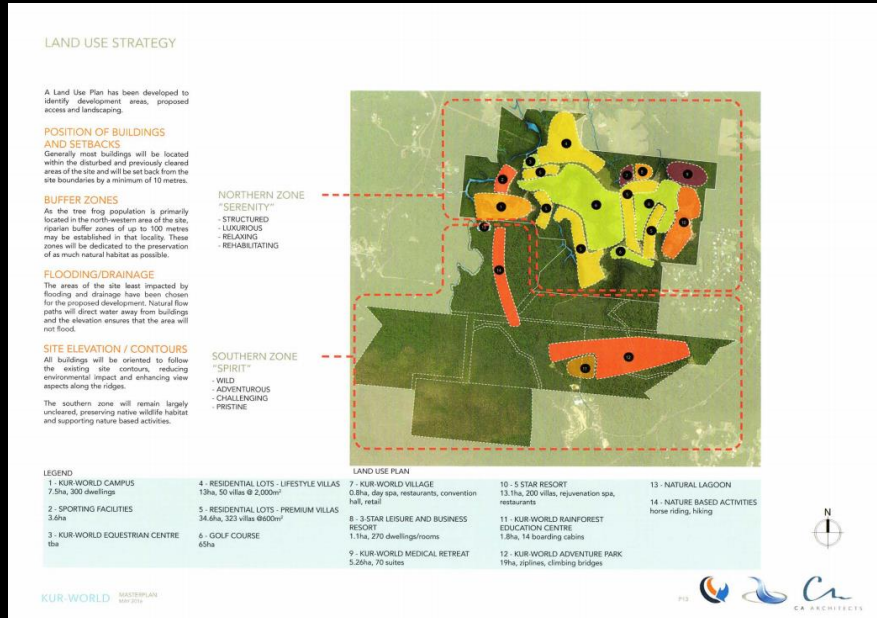 LAND USE STRATEGY
A Land Use Plan has been developed to
identify development areas, proposed
access and landscaping.
POSITION OF BUILDINGS
AND SETBACKS
Generally most buildings will be located
within the disturbed and previously cleared
areas of the site and will be set back from the
site boundaries by a minimum of 10 metres.
BUFFER ZONES
As the tree frog population is primarily
located in the north-western area of the site,
riparian buffer zones of up to 100 metres
may be established in that locality. These
zones will be dedicated to the preservation
of as much natural habitat as possible.
FLOODING/DRAINAGE
The areas of the site least impacted by
flooding and drainage have been chosen
for the proposed development. Natural flow
paths will direct water away from buildings
and the elevation ensures that the area will
not flood.
SITE ELEVATION / CONTOURS
All buildings will be oriented to follow
the existing site contours, reducing
environmental impact and enhancing view
aspects along the ridges.
The southern zone will remain largely
uncleared, preserving native wildlife habitat
and supporting nature based activities.
NORTHERN ZONE
"SERENITY"
- STRUCTURED
- LUXURIOUS
- RELAXING
- REHABILITATING
SOUTHERN ZONE
"SPIRIT"
- WILD
- ADVENTUROUS
- CHALLENGING
- PRISTINE
LEGEND
1 - KUR-WORLD CAMPUS
7.5ha, 300 dwellings
2 - SPORTING FACILITIES
3.6ha
3 - KUR-WORLD EQUESTRIAN CENTRE
tba
4 - RESIDENTIAL LOTS - LIFESTYLE VILLAS
13ha, 50 villas @ 2,000m²
5 - RESIDENTIAL LOTS - PREMIUM VILLAS
34.6ha, 323 villas @600m²
6 - GOLF COURSE
65ha
LAND USE PLAN
7 - KUR-WORLD VILLAGE
0.8ha, day spa, restaurants, convention
hall, retail
8 - 3-STAR LEISURE AND BUSINESS
RESORT
1.1ha, 270 dwellings/rooms
9 - KUR-WORLD MEDICAL RETREAT
5.26ha, 70 suites
10 - 5 STAR RESORT
13.1ha, 200 villas, rejuvenation spa,
restaurants
11 - KUR-WORLD RAINFOREST
EDUCATION CENTRE
1.8ha, 14 boarding cabins
12 - KUR-WORLD ADVENTURE PARK
19ha, ziplines, climbing bridges
13 - NATURAL LAGOON
14 - NATURE BASED ACTIVITIES
horse riding, hiking
N
KUR-WORLD
MASTERPLAN
CA ARCHITECTS